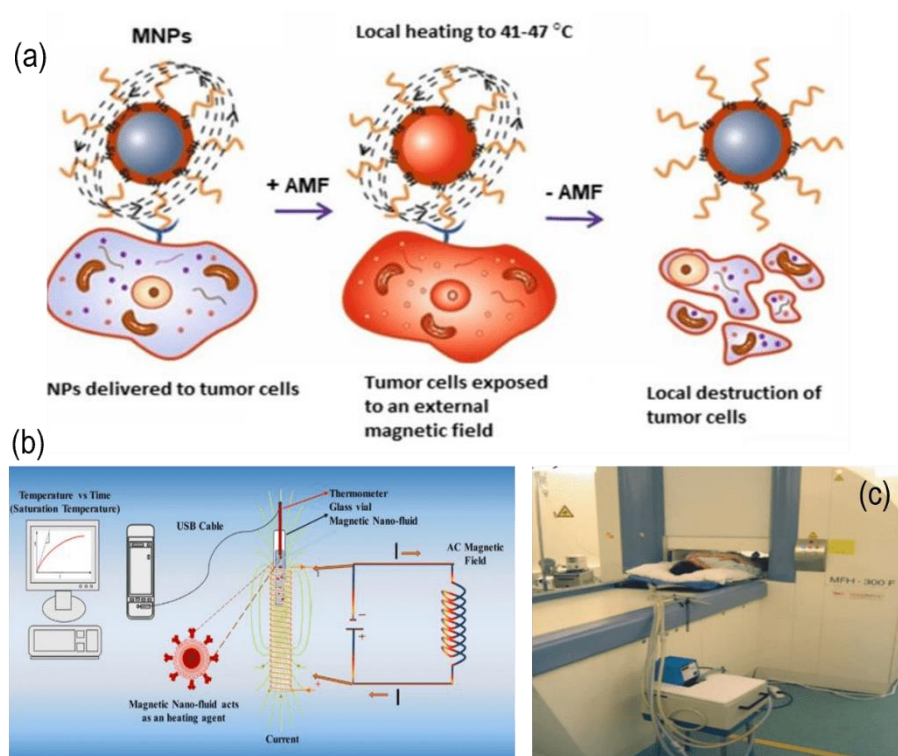 (a)
MNPs
Local heating to 41-47 °C
+ AMF
- AMF
NPs delivered to tumor cells
Tumor cells exposed
to an external
magnetic field
Local destruction of
tumor cells
(b)
Temperature vs Time
(Saturation Temperature)
USB Cable
Thermometer
Glass vial
Magnetic Nano-fluid
I
AC Magnetic
Field
-
+
+
I
Magnetic Nano-fluid acts
as an heating agent
Current
(c)
MFH - 300 F